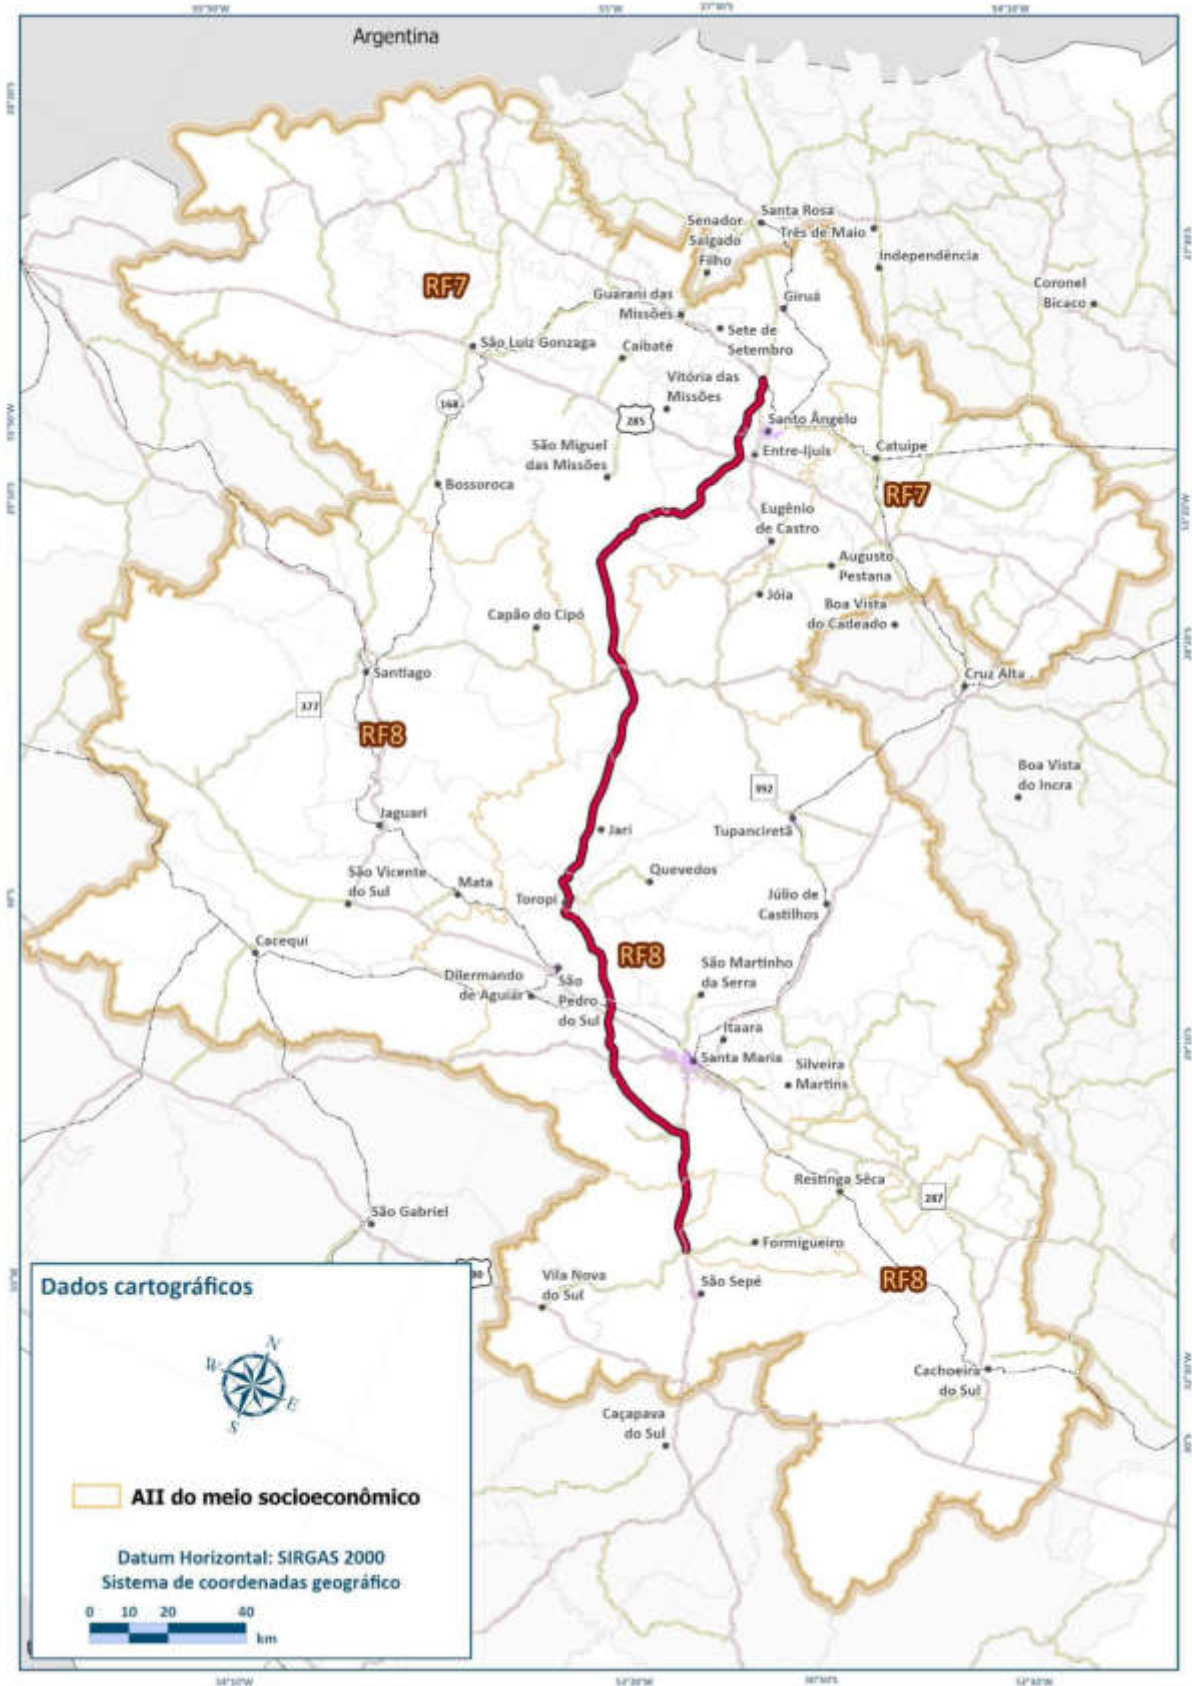 55°W
Argentina
Senador
Salgado
Filho
Santa Rosa
Três de Maio
Independência
Coronel
Bicaco
RF7
Guarani das
Missões
Giruá
Sete de
Setembro
São Luiz Gonzaga
Caibaté
Vitória das
Missões
168
285
Santo Ângelo
São Miguel
das Missões
Entre-Ijuís
Catuípe
Bossoroca
RF7
Eugênio
de Castro
Augusto
Pestana
Jóia
Boa Vista
do Cadeado
Capão do Cipó
Santiago
Cruz Alta
377
RF8
Boa Vista
do Incra
392
Jaguari
Jari
Tupanciretã
São Vicente
do Sul
Mata
Quevedos
Toropi
Júlio de
Castilhos
Cacequi
RF8
São Martinho
da Serra
Dilermando
de Aguiar
São
Pedro
do Sul
Itaara
Santa Maria
Silveira
Martins
Restinga Sêca
287
São Gabriel
Formigueiro
Vila Nova
do Sul
São Sepé
RF8
Cachoeira
do Sul
Caçapava
do Sul
Dados cartográficos
N
W
E
S
AII do meio socioeconômico
Datum Horizontal: SIRGAS 2000
Sistema de coordenadas geográfico
0 10 20 40
km